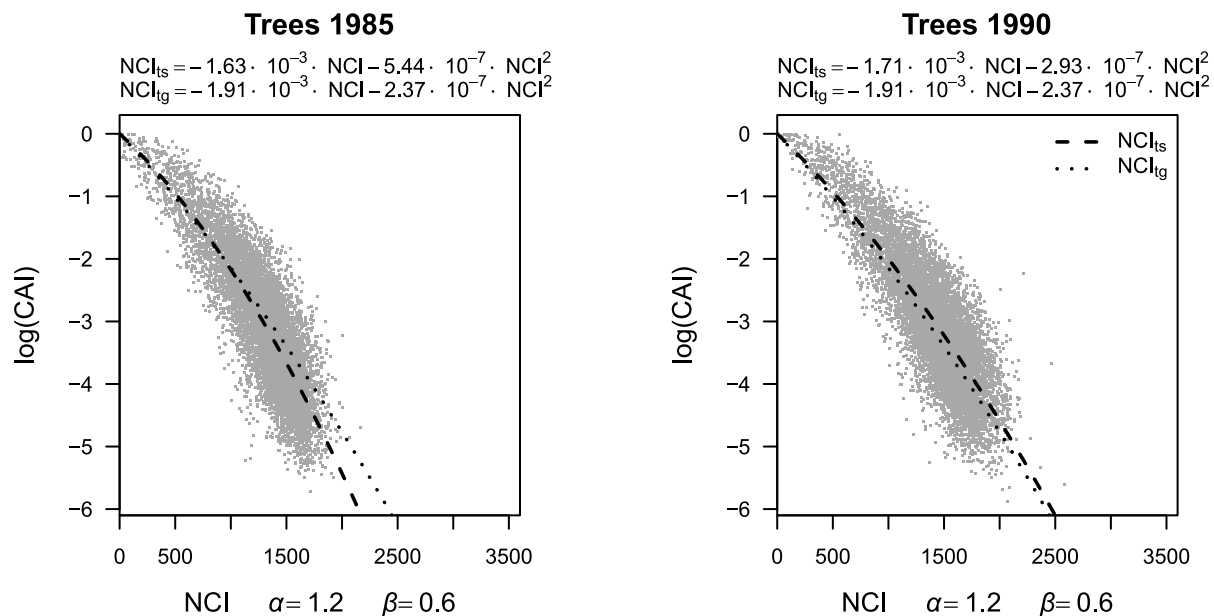 Trees 1985
NCIts = −1.63 · 10−3 · NCI − 5.44 · 10−7 · NCI2
NCItg = −1.91 · 10−3 · NCI − 2.37 · 10−7 · NCI2
0
−1
−2
−3
−4
−5
−6
log(CAI)
0 500 1500 2500 3500
NCI α = 1.2 β = 0.6
Trees 1990
NCIts = −1.71 · 10−3 · NCI − 2.93 · 10−7 · NCI2
NCItg = −1.91 · 10−3 · NCI − 2.37 · 10−7 · NCI2
NCIts
NCItg
0
−1
−2
−3
−4
−5
−6
log(CAI)
0 500 1500 2500 3500
NCI α = 1.2 β = 0.6